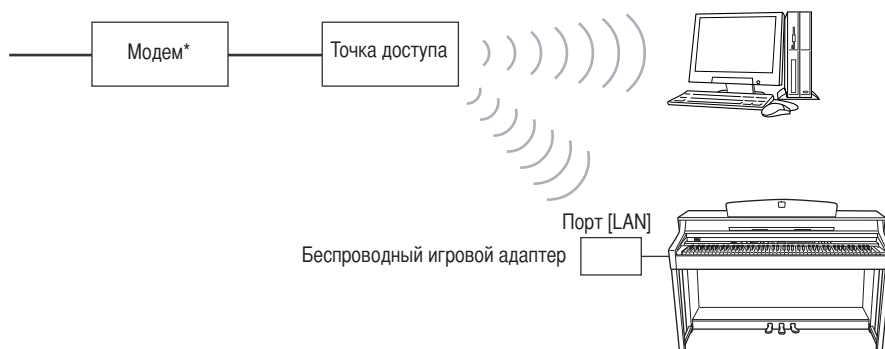 Модем*
Точка доступа
Порт [LAN]
Беспроводный игровой адаптер